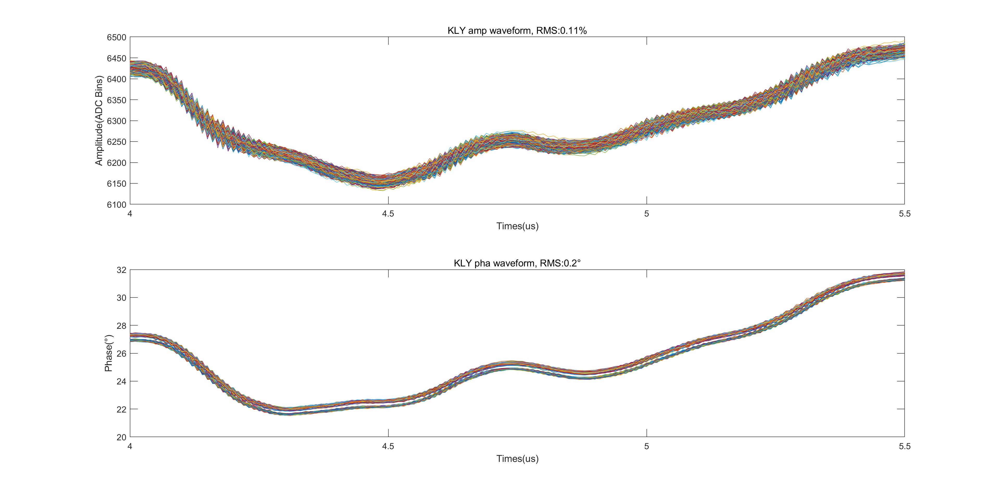 KLY amp waveform, RMS:0.11%
6500
6450
6400
6350
6300
6250
6200
6150
6100
Amplitude(ADC Bins)
4 4.5 5 5.5
Times(us)
KLY pha waveform, RMS:0.2°
32
30
28
26
24
22
20
Phase(°)
4 4.5 5 5.5
Times(us)